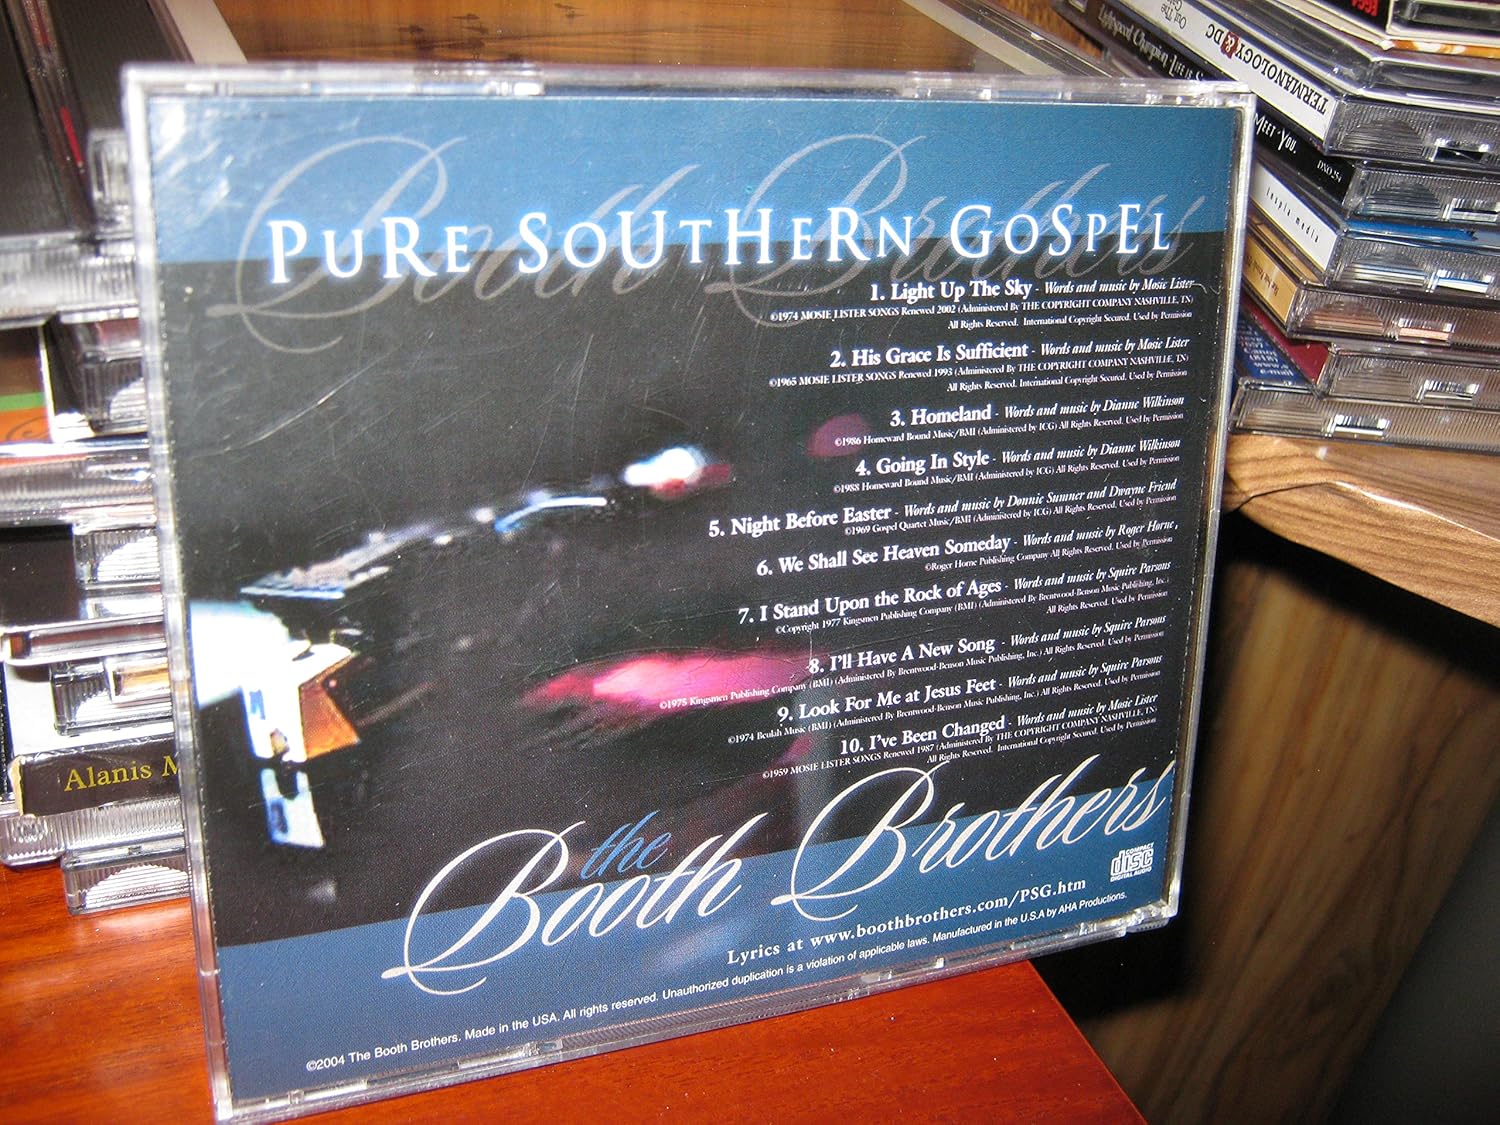 Booth Brothers
PURE SOUTHERN GOSPEL
1. Light Up The Sky - Words and music by Mosie Lister
©1974 MOSIE LISTER SONGS Renewed 2002 (Administered By THE COPYRIGHT COMPANY NASHVILLE, TN)
All Rights Reserved. International Copyright Secured. Used by Permission
2. His Grace Is Sufficient - Words and music by Mosie Lister
©1965 MOSIE LISTER SONGS Renewed 1993 (Administered By THE COPYRIGHT COMPANY NASHVILLE, TN)
All Rights Reserved. International Copyright Secured. Used by Permission
3. Homeland - Words and music by Dianne Wilkinson
©1986 Homeward Bound Music/BMI (Administered by ICG) All Rights Reserved. Used by Permission
4. Going In Style - Words and music by Dianne Wilkinson
©1988 Homeward Bound Music/BMI (Administered by ICG) All Rights Reserved. Used by Permission
5. Night Before Easter - Words and music by Donnie Sumner and Dwayne Friend
©1969 Gospel Quartet Music/BMI (Administered by ICG) All Rights Reserved. Used by Permission
6. We Shall See Heaven Someday - Words and music by Roger Horne,
©Roger Horne Publishing Company All Rights Reserved. Used by Permission
7. I Stand Upon the Rock of Ages - Words and music by Squire Parsons
©Copyright 1977 Kingsmen Publishing Company (BMI) (Administered By Brentwood-Benson Music Publishing, Inc.)
All Rights Reserved. Used by Permission
8. I'll Have A New Song - Words and music by Squire Parsons
©1975 Kingsmen Publishing Company (BMI) (Administered By Brentwood-Benson Music Publishing, Inc.) All Rights Reserved. Used by Permission
9. Look For Me at Jesus Feet - Words and music by Squire Parsons
©1974 Beulah Music (BMI) (Administered By Brentwood-Benson Music Publishing, Inc.) All Rights Reserved. Used by Permission
10. I've Been Changed - Words and music by Mosie Lister
©1959 MOSIE LISTER SONGS Renewed 1987 (Administered By THE COPYRIGHT COMPANY NASHVILLE, TN)
All Rights Reserved. International Copyright Secured. Used by Permission
the
Booth Brothers
COMPACT
disc
DIGITAL AUDIO
Lyrics at www.boothbrothers.com/PSG.htm
©2004 The Booth Brothers. Made in the USA. All rights reserved. Unauthorized duplication is a violation of applicable laws. Manufactured in the U.S.A by AHA Productions.
Alanis M
TERMANOLOGY & DC
MEET YOU.